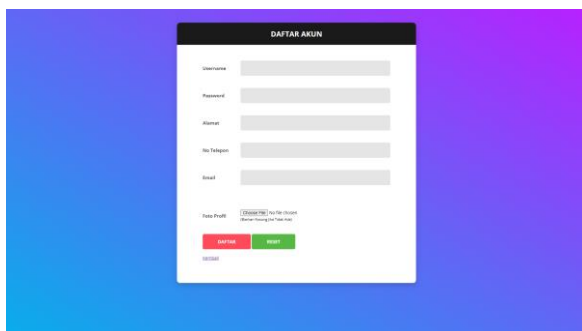 DAFTAR AKUN
Username
Password
Alamat
No Telepon
Email
Foto Profil Choose File No file chosen
DAFTAR RESET